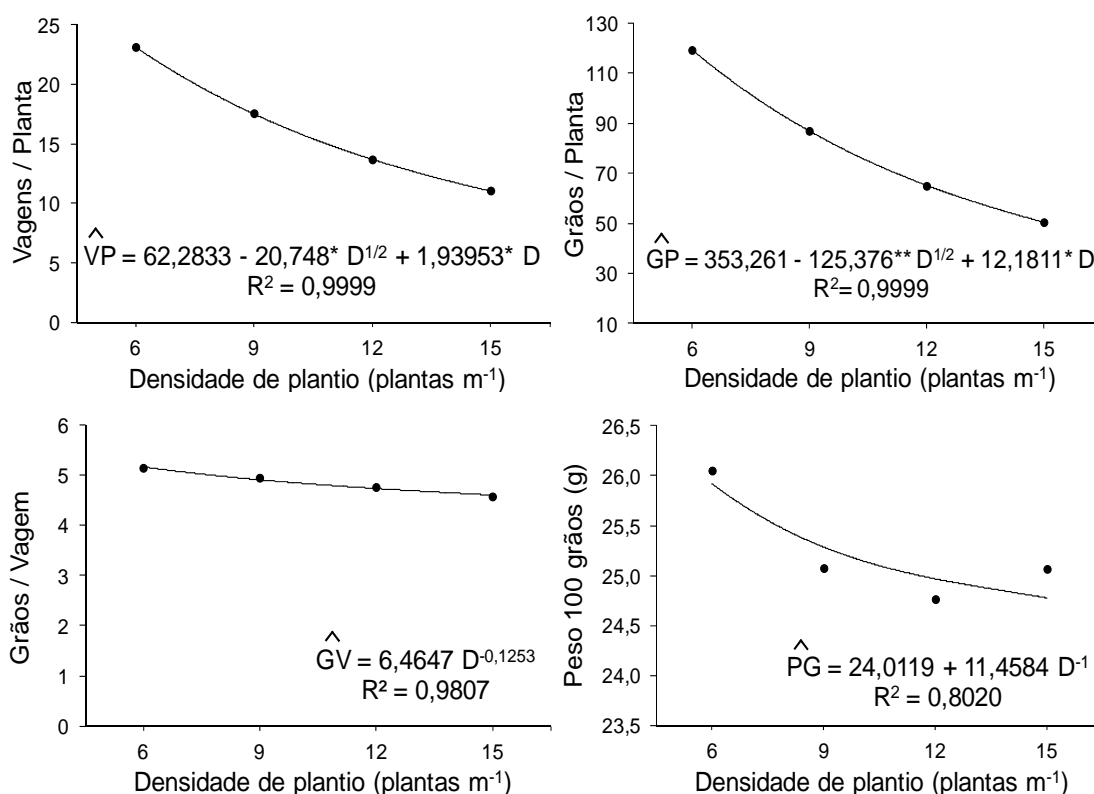 Vagens / Planta
25
20
15
10
5
0
V̂P = 62,2833 - 20,748* D^1/2 + 1,93953* D
R² = 0,9999
6 9 12 15
Densidade de plantio (plantas m⁻¹)
Grãos / Planta
130
110
90
70
50
30
10
ĜP = 353,261 - 125,376** D^1/2 + 12,1811* D
R²= 0,9999
6 9 12 15
Densidade de plantio (plantas m⁻¹)
Grãos / Vagem
6
5
4
3
2
1
0
ĜV = 6,4647 D^-0,1253
R² = 0,9807
6 9 12 15
Densidade de plantio (plantas m⁻¹)
Peso 100 grãos (g)
26,5
26,0
25,5
25,0
24,5
24,0
23,5
P̂G = 24,0119 + 11,4584 D⁻¹
R² = 0,8020
6 9 12 15
Densidade de plantio (plantas m⁻¹)